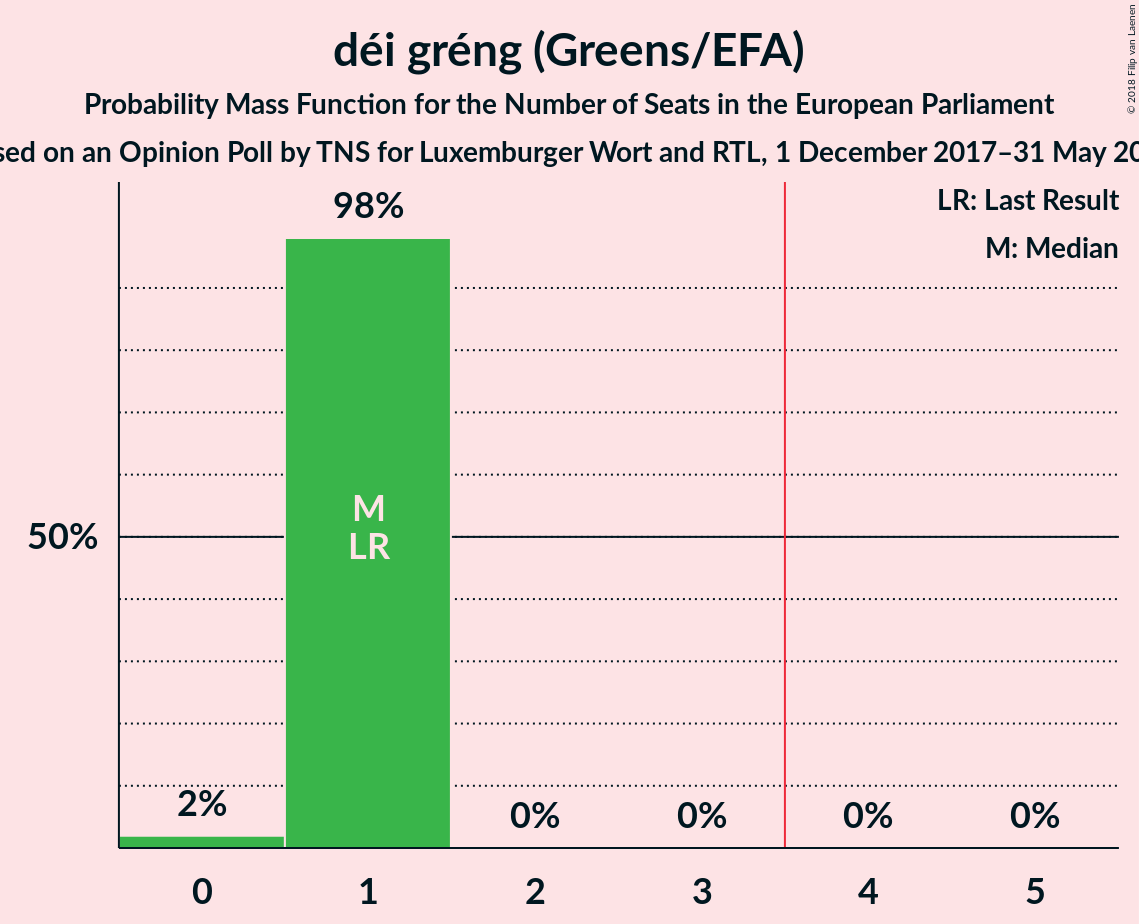 déi gréng (Greens/EFA)
Probability Mass Function for the Number of Seats in the European Parliament
sed on an Opinion Poll by TNS for Luxemburger Wort and RTL, 1 December 2017–31 May 20
© 2018 Filip van Laenen
LR: Last Result
M: Median
98%
M
LR
50%
2%
0%
0%
0%
0%
0
1
2
3
4
5